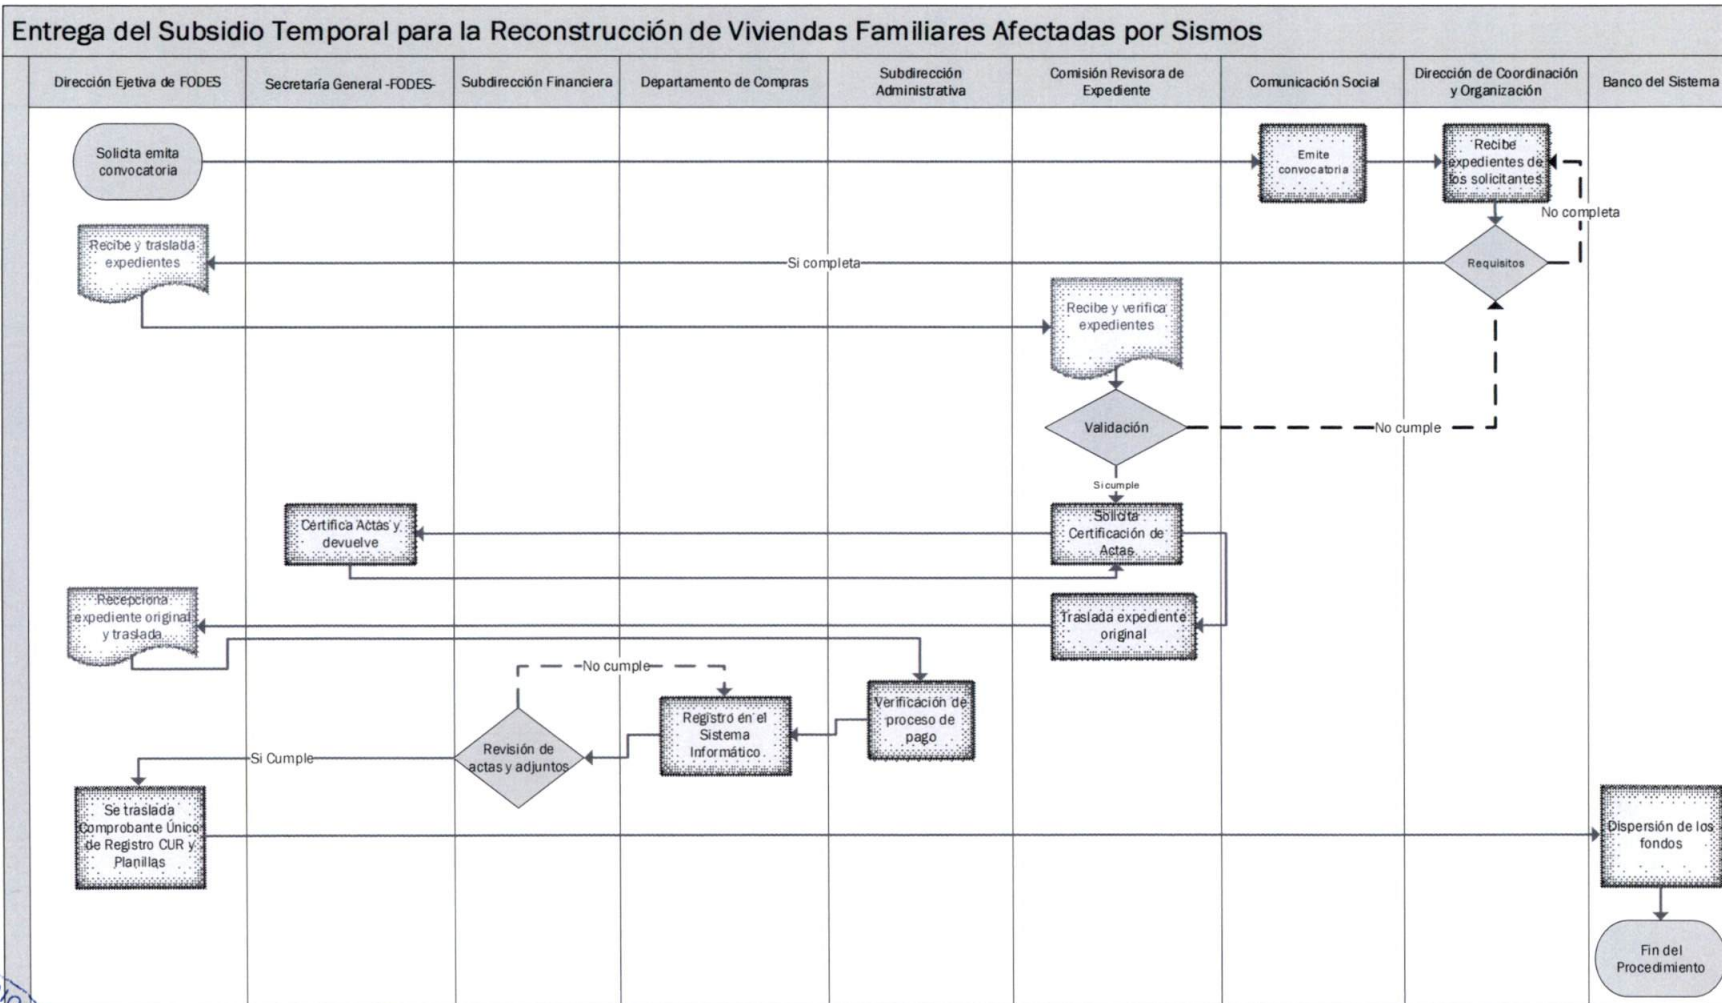 Entrega del Subsidio Temporal para la Reconstrucción de Viviendas Familiares Afectadas por Sismos
Dirección Ejetiva de FODES
Secretaría General -FODES-
Subdirección Financiera
Departamento de Compras
Subdirección
Administrativa
Comisión Revisora de
Expediente
Comunicación Social
Dirección de Coordinación
y Organización
Banco del Sistema
Solicita emita
convocatoria
Emite
convocatoria
Recibe
expedientes de
los solicitantes
No completa
Recibe y traslada
expedientes
Si completa
Requisitos
Recibe y verifica
expedientes
Validación
No cumple
Si cumple
Certifica Actas y
devuelve
Solicita
Certificación de
Actas
Recepciona
expediente original
y traslada
Traslada expediente
original
No cumple
Verificación de
proceso de
pago
Registro en el
Sistema
Informático
Revisión de
actas y adjuntos
Si Cumple
Se traslada
Comprobante Único
de Registro CUR y
Planillas
Dispersión de los
fondos
Fin del
Procedimiento